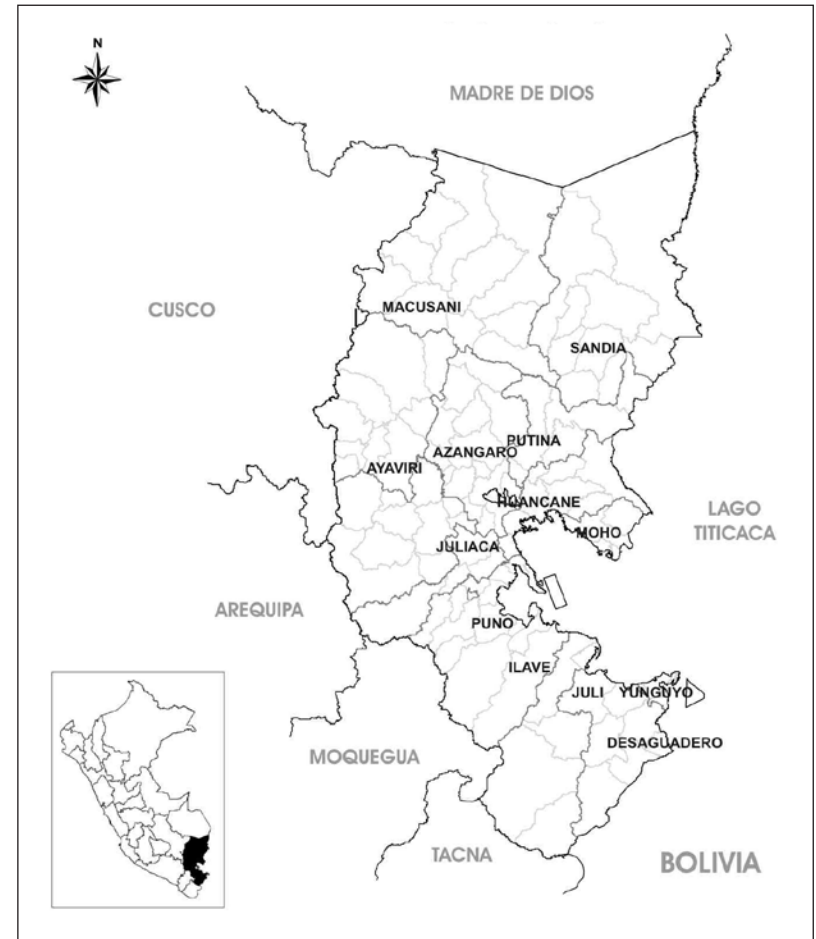 N
MADRE DE DIOS
CUSCO
MACUSANI
SANDIA
PUTINA
AZANGARO
AYAVIRI
HUANCANE
LAGO
TITICACA
MOHO
JULIACA
AREQUIPA
PUNO
ILAVE
JULI
YUNGUYO
DESAGUADERO
MOQUEGUA
TACNA
BOLIVIA